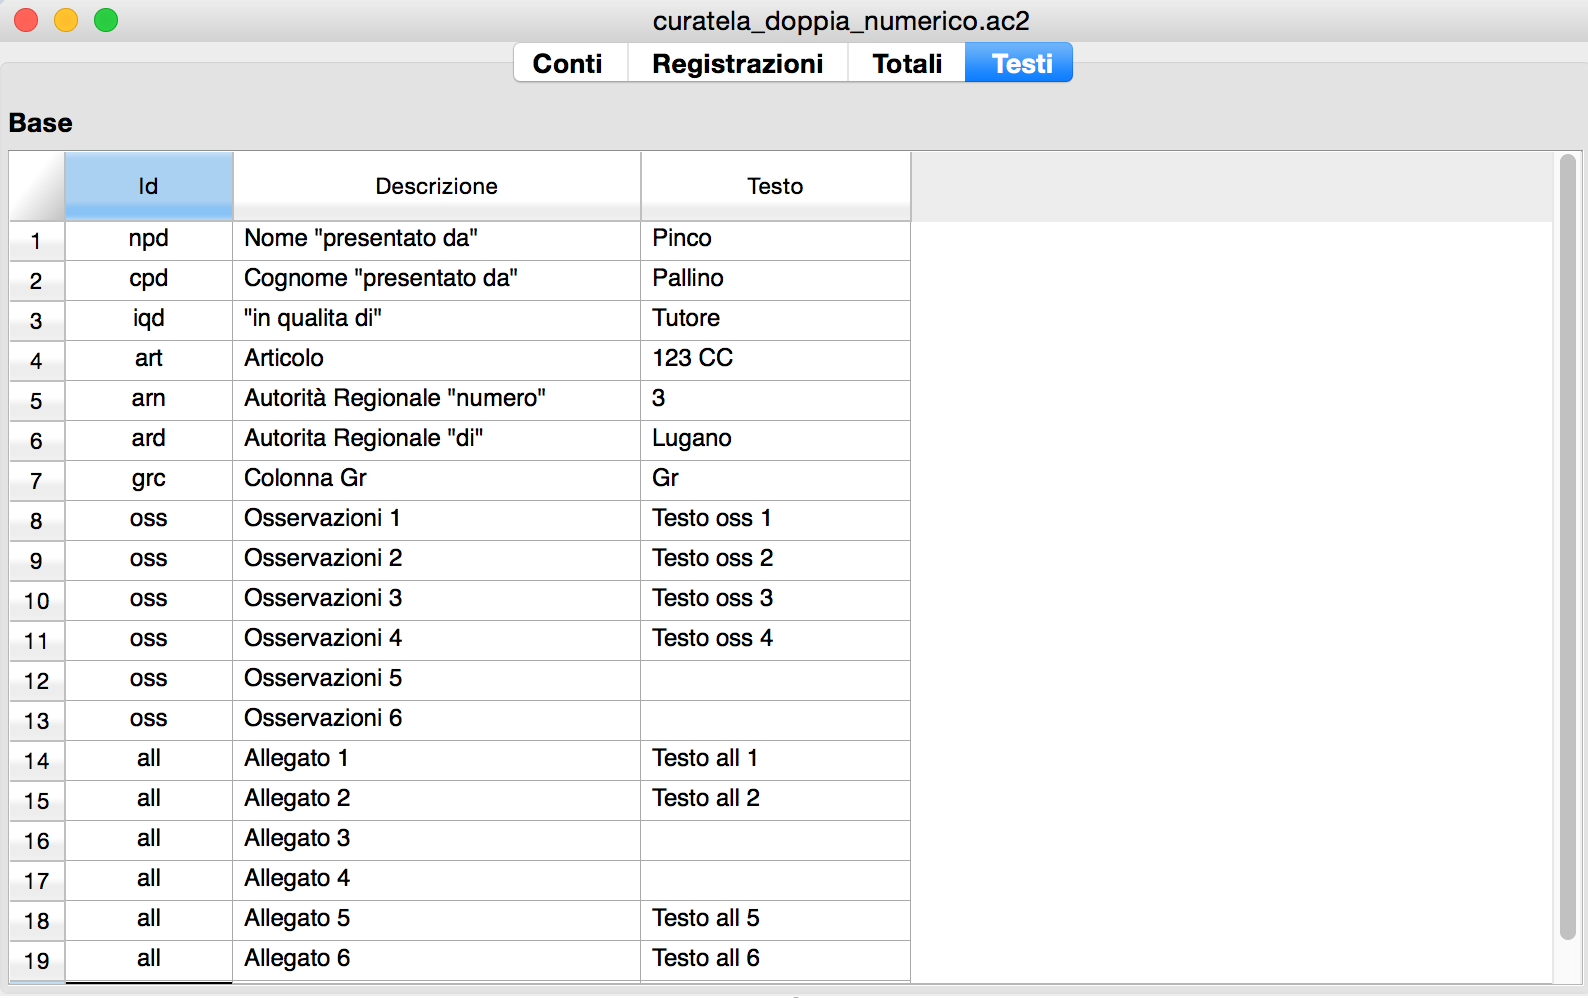 curatela_doppia_numerico.ac2
Conti Registrazioni Totali Testi
Base
Id Descrizione Testo
1 npd Nome "presentato da" Pinco
2 cpd Cognome "presentato da" Pallino
3 iqd "in qualita di" Tutore
4 art Articolo 123 CC
5 arn Autorità Regionale "numero" 3
6 ard Autorita Regionale "di" Lugano
7 grc Colonna Gr Gr
8 oss Osservazioni 1 Testo oss 1
9 oss Osservazioni 2 Testo oss 2
10 oss Osservazioni 3 Testo oss 3
11 oss Osservazioni 4 Testo oss 4
12 oss Osservazioni 5
13 oss Osservazioni 6
14 all Allegato 1 Testo all 1
15 all Allegato 2 Testo all 2
16 all Allegato 3
17 all Allegato 4
18 all Allegato 5 Testo all 5
19 all Allegato 6 Testo all 6